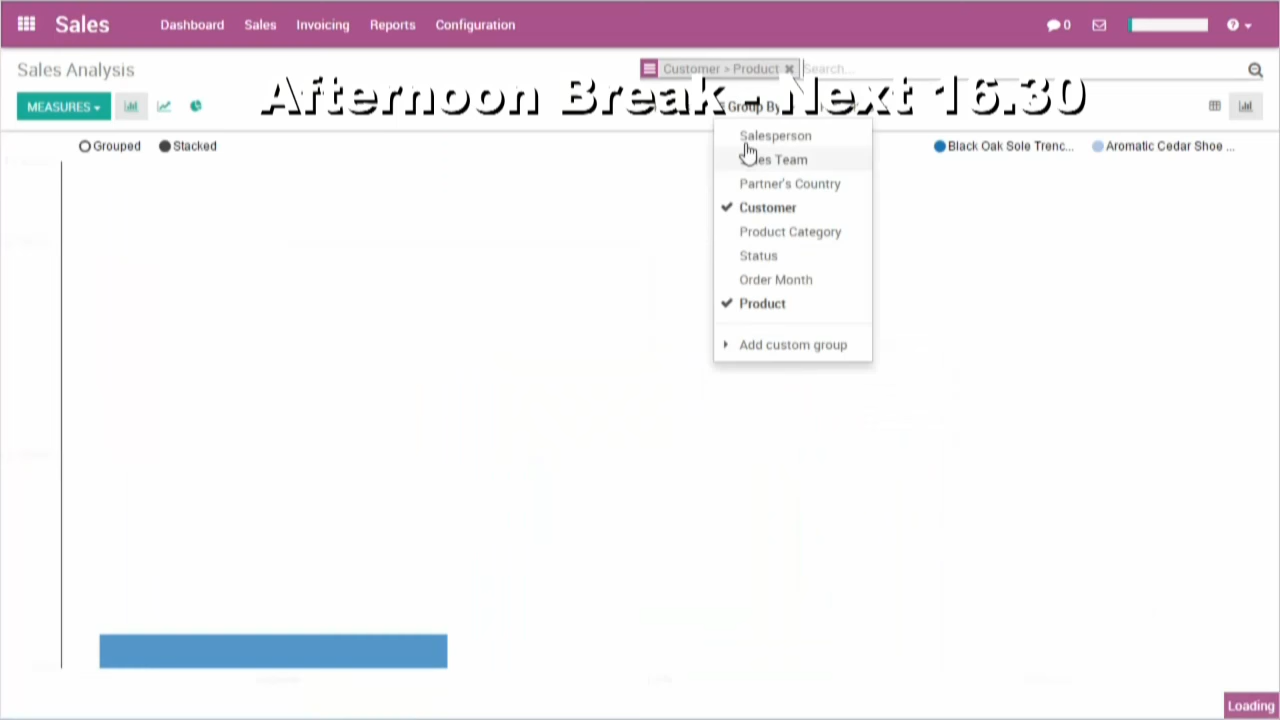 Sales Dashboard Sales Invoicing Reports Configuration 0 ?
Sales Analysis
Customer > Product × Search...
Afternoon Break - Next 16.30
MEASURES
Group By
Grouped Stacked
Black Oak Sole Trenc... Aromatic Cedar Shoe ...
Salesperson
Team
Partner's Country
Customer
Product Category
Status
Order Month
Product
Add custom group
Loading